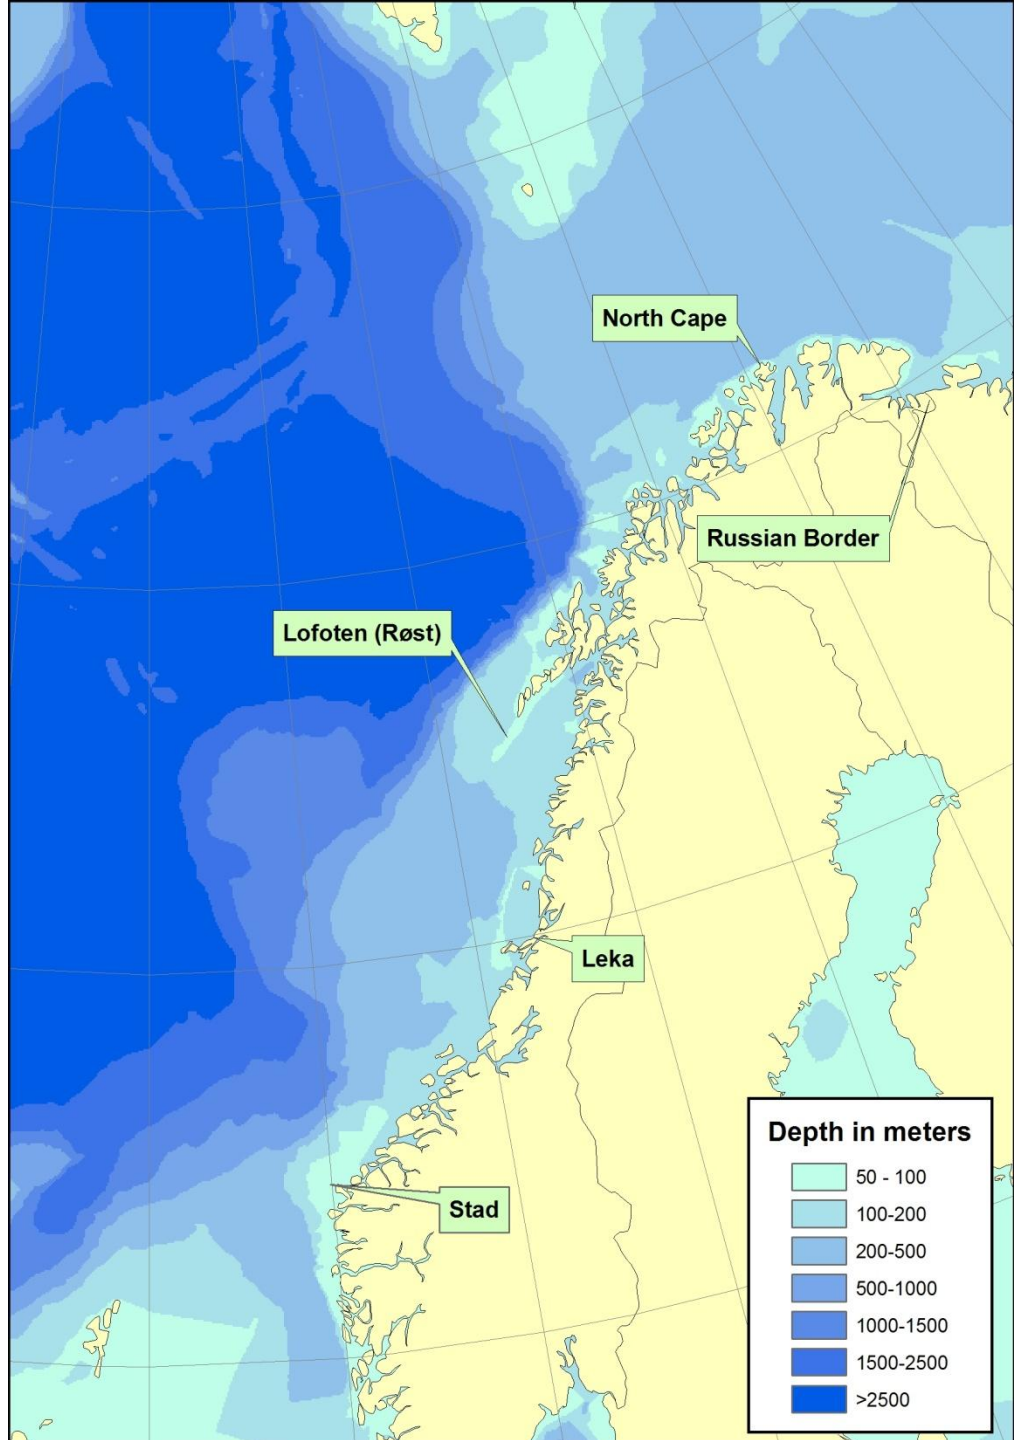 North Cape
Russian Border
Lofoten (Røst)
Leka
Stad
Depth in meters
50 - 100
100-200
200-500
500-1000
1000-1500
1500-2500
>2500